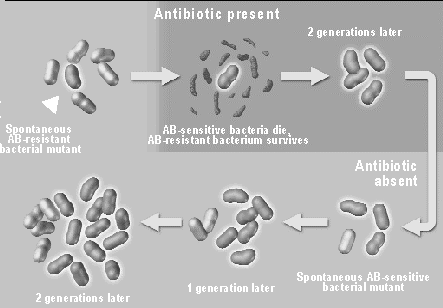 Antibiotic present
2 generations later
Spontaneous
AB-resistant
bacterial mutant
AB-sensitive bacteria die,
AB-resistant bacterium survives
Antibiotic
absent
Spontaneous AB-sensitive
bacterial mutant
1 generation later
2 generations later